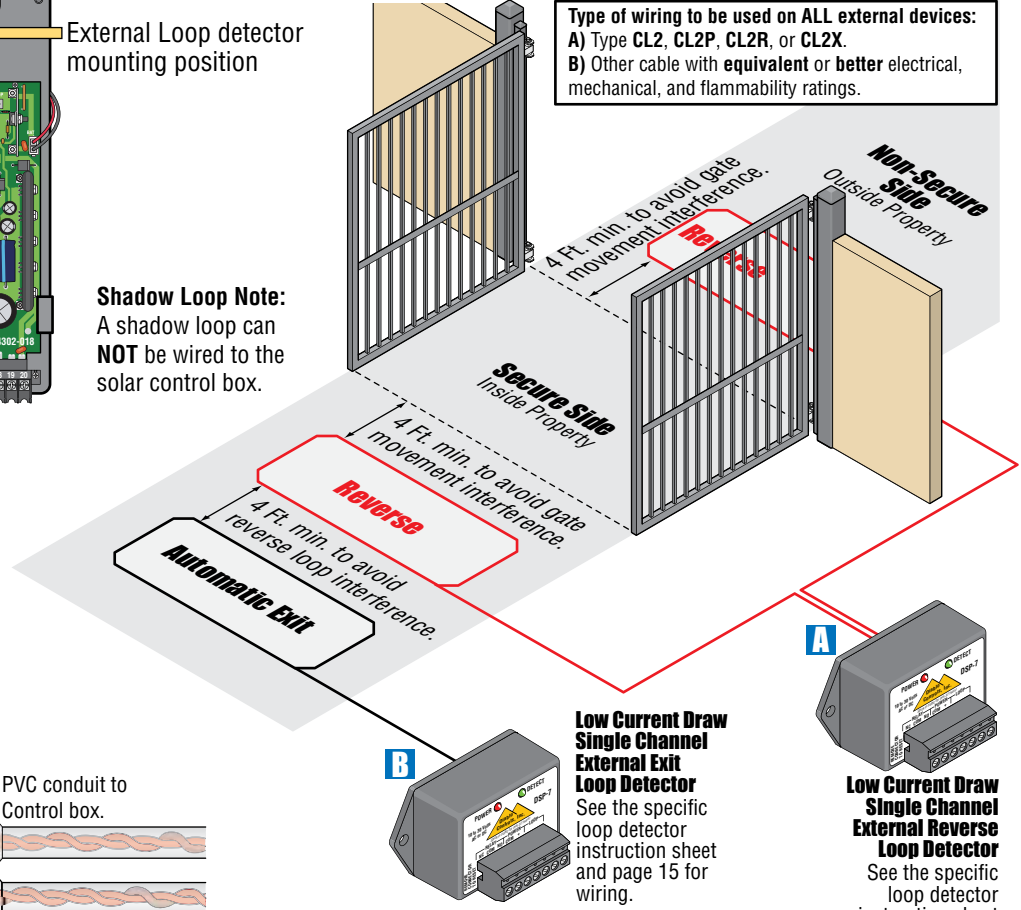 External Loop detector
mounting position
Type of wiring to be used on ALL external devices:
A) Type CL2, CL2P, CL2R, or CL2X.
B) Other cable with equivalent or better electrical,
mechanical, and flammability ratings.
Non-Secure
Side
Outside Property
4 Ft. min. to avoid gate
movement interference.
Reverse
Shadow Loop Note:
A shadow loop can
NOT be wired to the
solar control box.
302-018
19 20
Secure Side
Inside Property
4 Ft. min. to avoid gate
movement interference.
Reverse
4 Ft. min. to avoid
reverse loop interference.
Automatic Exit
A
POWER
DETECT
DSP-7
Low Current Draw
SIngle Channel
External Reverse
Loop Detector
See the specific
loop detector
instruction sheet
B
POWER
DETECT
DSP-7
Low Current Draw
Single Channel
External Exit
Loop Detector
See the specific
loop detector
instruction sheet
and page 15 for
wiring.
PVC conduit to
Control box.